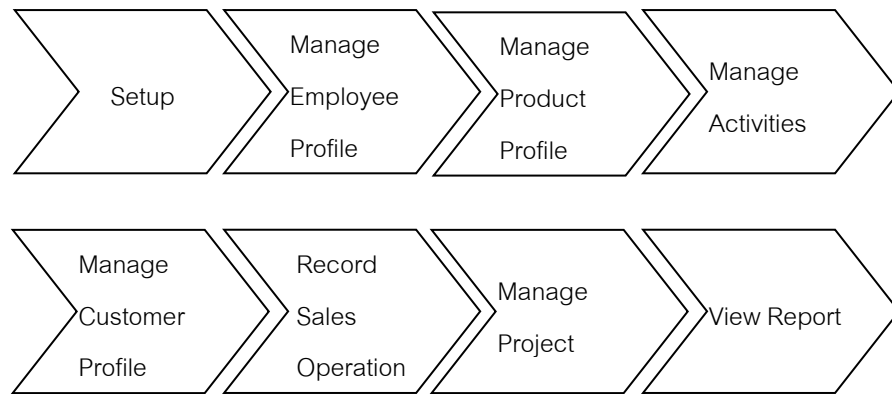 Setup
Manage
Employee
Profile
Manage
Product
Profile
Manage
Activities
Manage
Customer
Profile
Record
Sales
Operation
Manage
Project
View Report